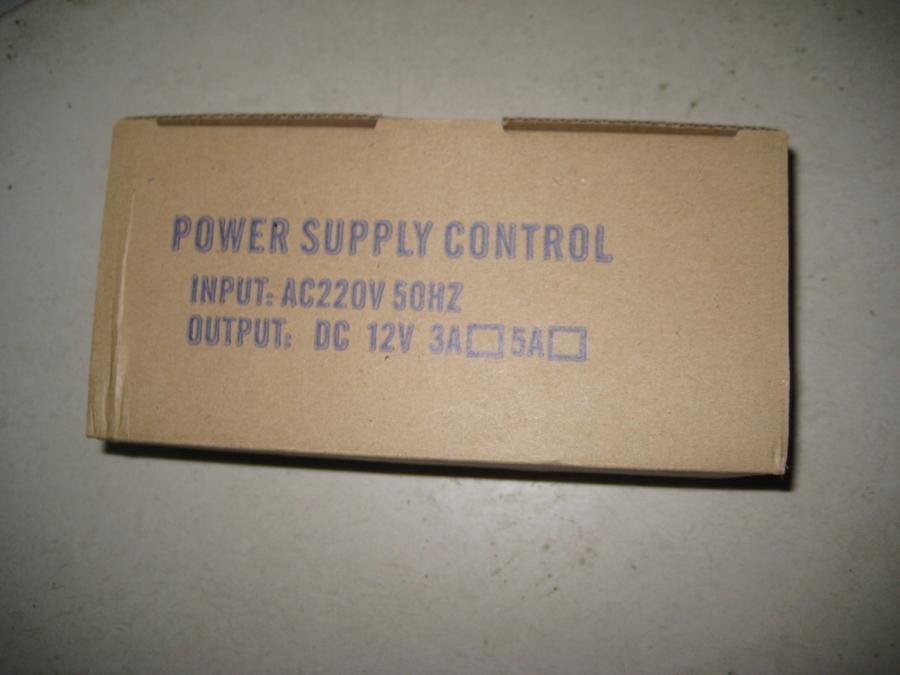 POWER SUPPLY CONTROL
INPUT: AC220V 50HZ
OUTPUT: DC 12V 3A☐ 5A☐